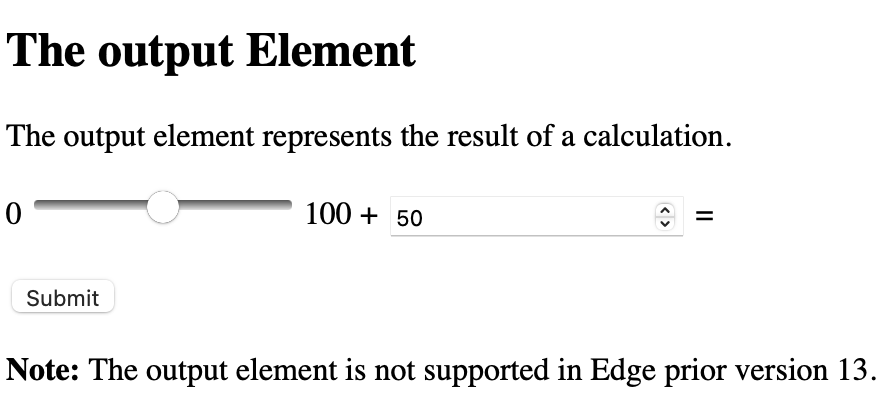 The output Element
The output element represents the result of a calculation.
0 100 + 50 =
Submit
Note: The output element is not supported in Edge prior version 13.